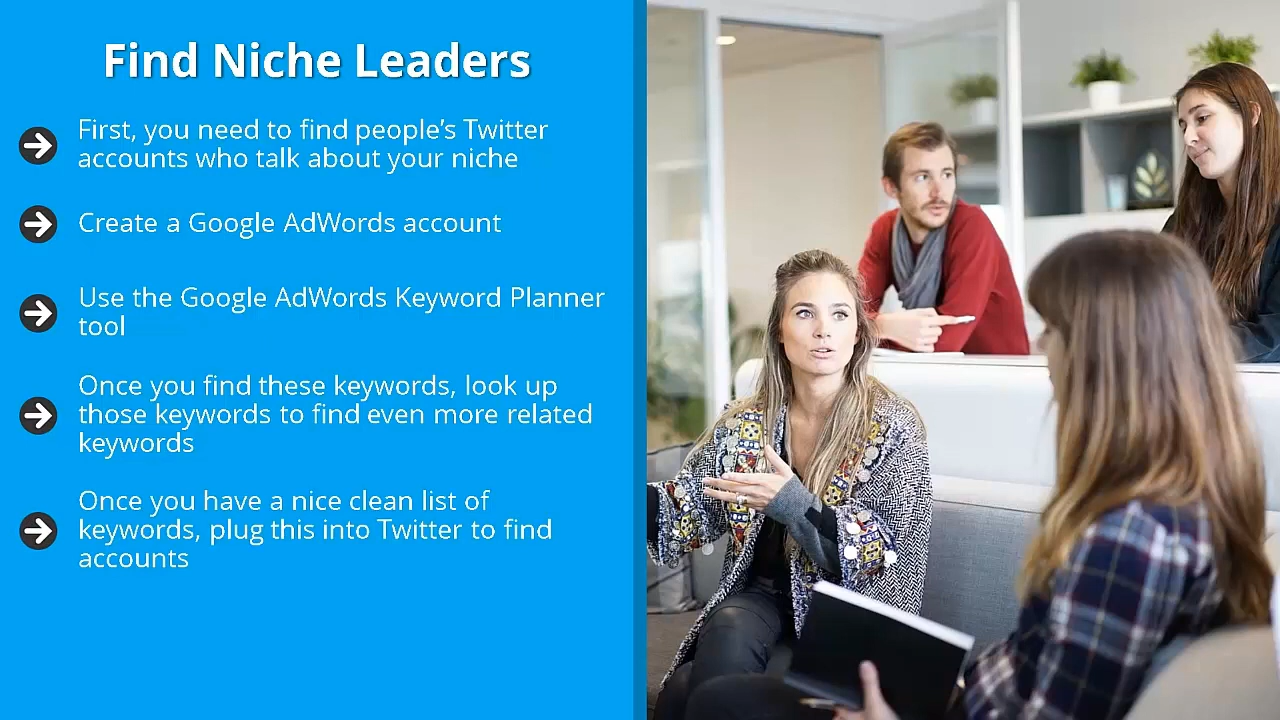 Find Niche Leaders
First, you need to find people’s Twitter
accounts who talk about your niche
Create a Google AdWords account
Use the Google AdWords Keyword Planner
tool
Once you find these keywords, look up
those keywords to find even more related
keywords
Once you have a nice clean list of
keywords, plug this into Twitter to find
accounts